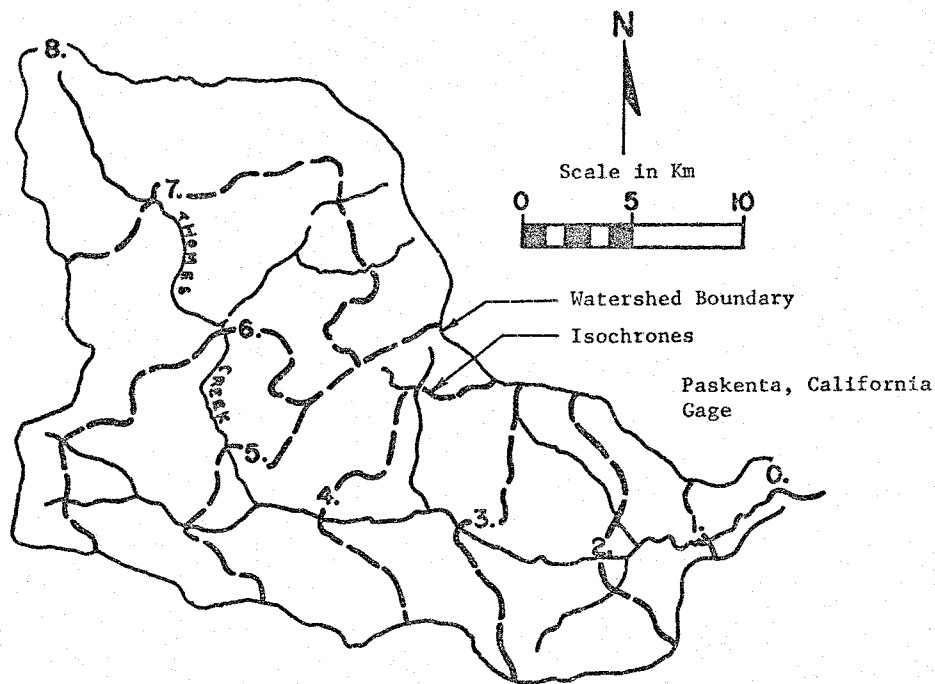 N
8.
Scale in Km
0 5 10
7.
THOMES
Watershed Boundary
6.
Isochrones
CREEK
Paskenta, California
Gage
5.
0.
4.
3.
2.
1.